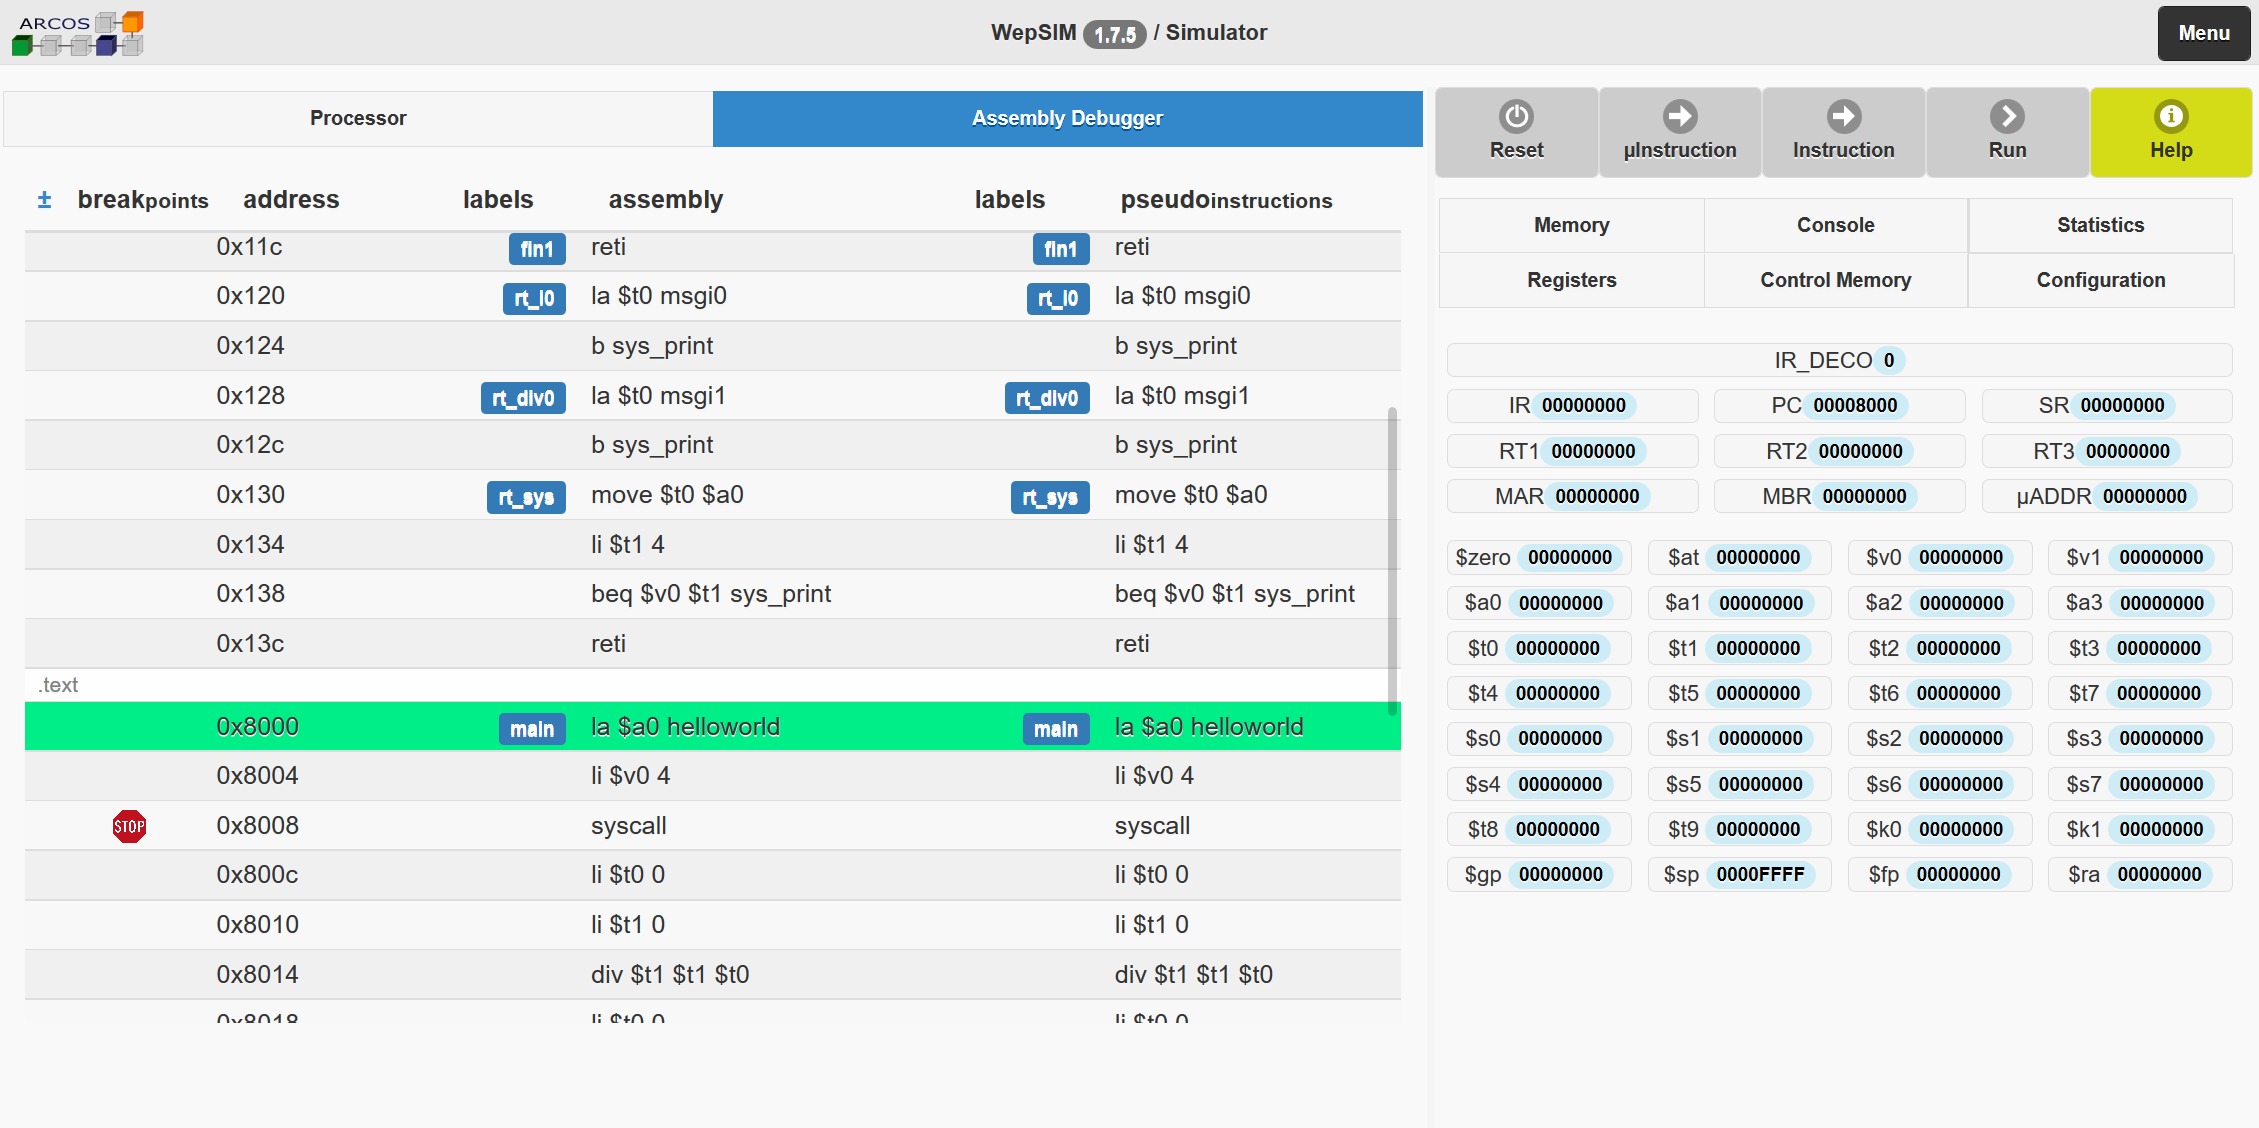 ARCOS
WepSIM 1.7.5 / Simulator
Menu
Processor
Assembly Debugger
Reset
µInstruction
Instruction
Run
Help
± breakpoints address labels assembly labels pseudoinstructions
0x11c fin1 reti fin1 reti
0x120 rt_i0 la $t0 msgi0 rt_i0 la $t0 msgi0
0x124 b sys_print b sys_print
0x128 rt_div0 la $t0 msgi1 rt_div0 la $t0 msgi1
0x12c b sys_print b sys_print
0x130 rt_sys move $t0 $a0 rt_sys move $t0 $a0
0x134 li $t1 4 li $t1 4
0x138 beq $v0 $t1 sys_print beq $v0 $t1 sys_print
0x13c reti reti
.text
0x8000 main la $a0 helloworld main la $a0 helloworld
0x8004 li $v0 4 li $v0 4
STOP 0x8008 syscall syscall
0x800c li $t0 0 li $t0 0
0x8010 li $t1 0 li $t1 0
0x8014 div $t1 $t1 $t0 div $t1 $t1 $t0
0x8018 li $t0 0 li $t0 0
Memory Console Statistics
Registers Control Memory Configuration
IR_DECO 0
IR 00000000 PC 00008000 SR 00000000
RT1 00000000 RT2 00000000 RT3 00000000
MAR 00000000 MBR 00000000 µADDR 00000000
$zero 00000000 $at 00000000 $v0 00000000 $v1 00000000
$a0 00000000 $a1 00000000 $a2 00000000 $a3 00000000
$t0 00000000 $t1 00000000 $t2 00000000 $t3 00000000
$t4 00000000 $t5 00000000 $t6 00000000 $t7 00000000
$s0 00000000 $s1 00000000 $s2 00000000 $s3 00000000
$s4 00000000 $s5 00000000 $s6 00000000 $s7 00000000
$t8 00000000 $t9 00000000 $k0 00000000 $k1 00000000
$gp 00000000 $sp 0000FFFF $fp 00000000 $ra 00000000